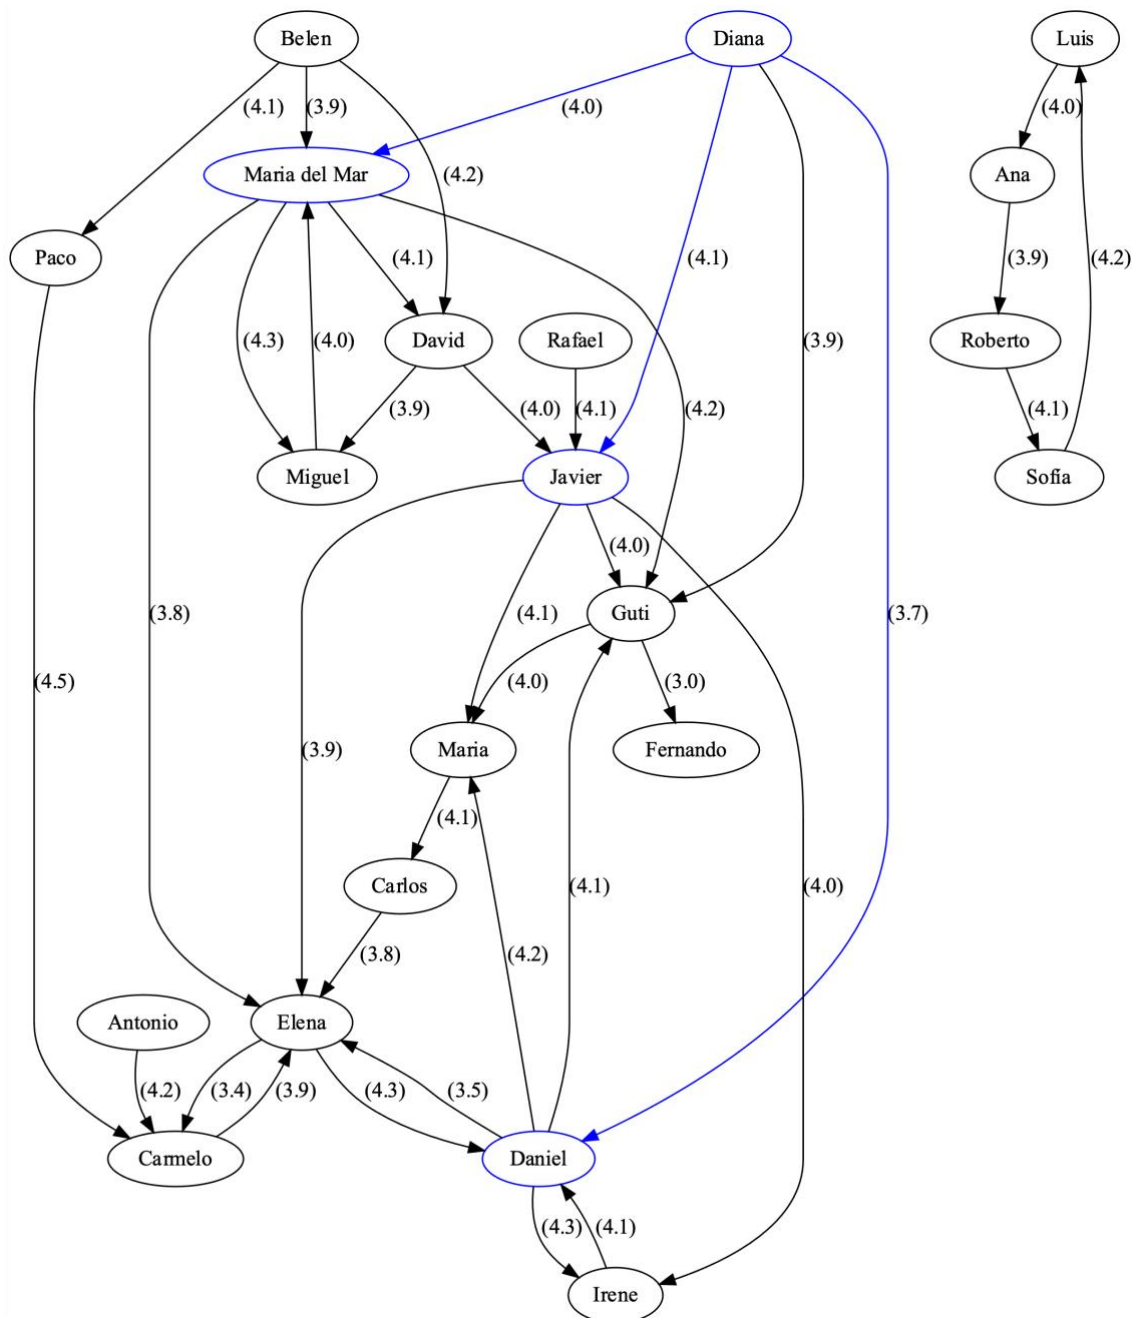 Belen
Diana
Luis
(4.1)
(3.9)
(4.0)
(4.0)
Maria del Mar
(4.2)
Ana
Paco
(4.1)
(4.1)
(3.9)
(4.2)
(4.3)
(4.0)
David
Rafael
(3.9)
Roberto
(3.9)
(4.0)
(4.1)
(4.2)
(4.1)
Miguel
Javier
Sofía
(4.0)
(3.8)
(4.1)
Guti
(3.7)
(4.5)
(4.0)
(3.0)
(3.9)
Maria
Fernando
(4.1)
Carlos
(4.1)
(4.0)
(3.8)
(4.2)
Antonio
Elena
(4.2)
(3.4)
(3.9)
(4.3)
(3.5)
Carmelo
Daniel
(4.3)
(4.1)
Irene